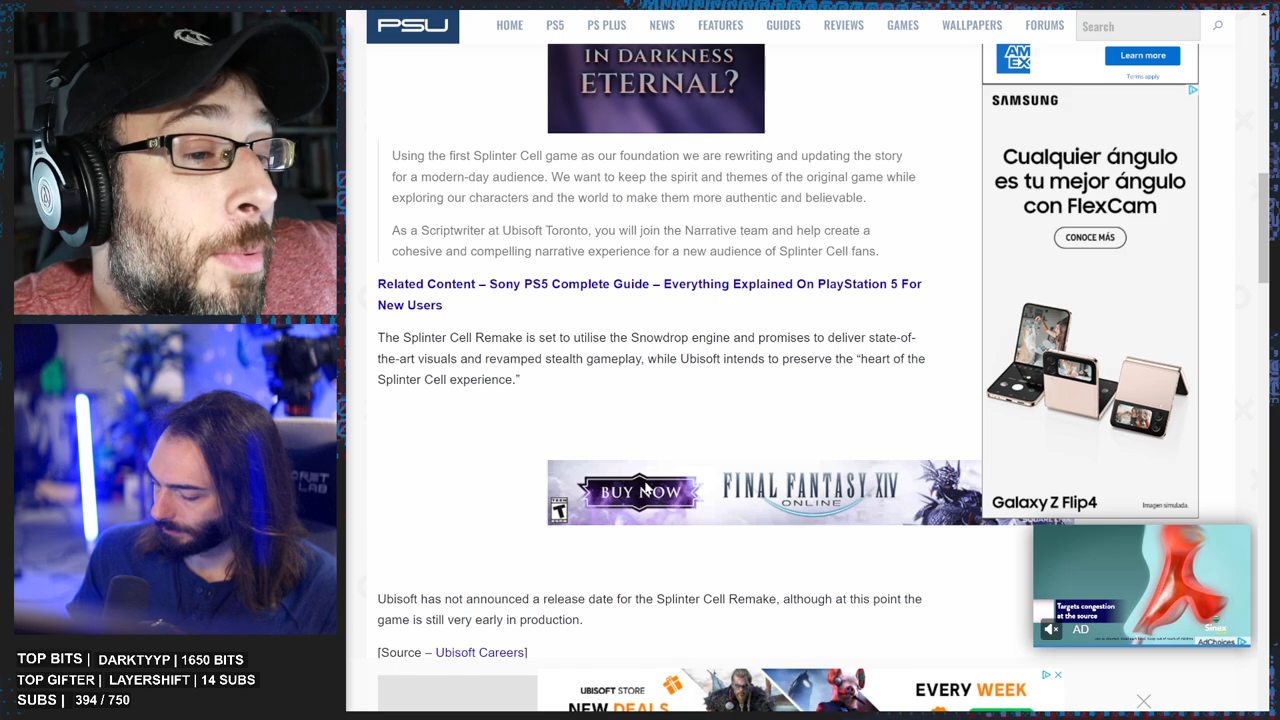 PSU
HOME PS5 PS PLUS NEWS FEATURES GUIDES REVIEWS GAMES WALLPAPERS FORUMS
Search
IN DARKNESS
ETERNAL?
AM
EX
Learn more
Terms apply
SAMSUNG
Cualquier ángulo
es tu mejor ángulo
con FlexCam
CONOCE MÁS
Galaxy Z Flip4
Imagen simulada.
Using the first Splinter Cell game as our foundation we are rewriting and updating the story
for a modern-day audience. We want to keep the spirit and themes of the original game while
exploring our characters and the world to make them more authentic and believable.
As a Scriptwriter at Ubisoft Toronto, you will join the Narrative team and help create a
cohesive and compelling narrative experience for a new audience of Splinter Cell fans.
Related Content – Sony PS5 Complete Guide – Everything Explained On PlayStation 5 For
New Users
The Splinter Cell Remake is set to utilise the Snowdrop engine and promises to deliver state-of-
the-art visuals and revamped stealth gameplay, while Ubisoft intends to preserve the “heart of the
Splinter Cell experience.”
T
BUY NOW
FINAL FANTASY XIV
ONLINE
Targets congestion
at the source
AD
Sinex
AdChoices
Ubisoft has not announced a release date for the Splinter Cell Remake, although at this point the
game is still very early in production.
[Source – Ubisoft Careers]
UBISOFT STORE
NEW DEALS
EVERY WEEK
TOP BITS | DARKTYYP | 1650 BITS
TOP GIFTER | LAYERSHIFT | 14 SUBS
SUBS | 394 / 750